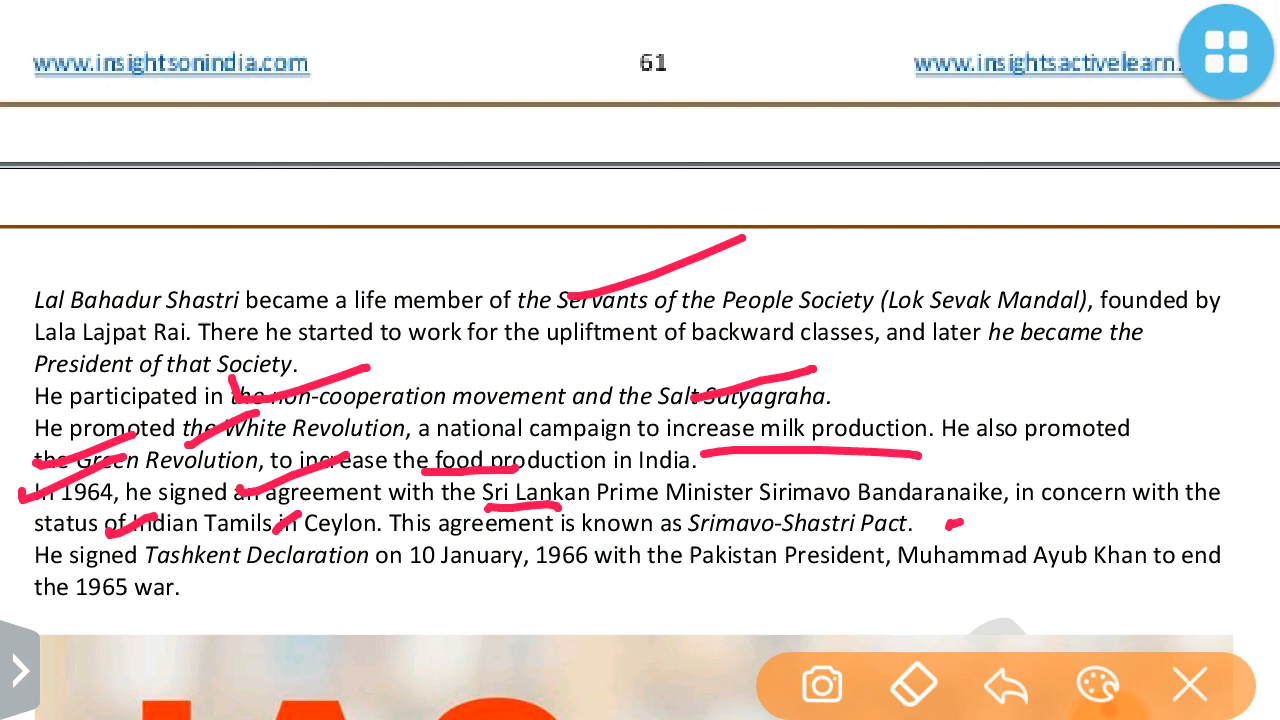 www.insightsonindia.com 61 www.insightsactivelearn.
Lal Bahadur Shastri became a life member of the Servants of the People Society (Lok Sevak Mandal), founded by
Lala Lajpat Rai. There he started to work for the upliftment of backward classes, and later he became the
President of that Society.
He participated in the non-cooperation movement and the Salt Satyagraha.
He promoted the White Revolution, a national campaign to increase milk production. He also promoted
the Green Revolution, to increase the food production in India.
In 1964, he signed an agreement with the Sri Lankan Prime Minister Sirimavo Bandaranaike, in concern with the
status of Indian Tamils in Ceylon. This agreement is known as Srimavo-Shastri Pact.
He signed Tashkent Declaration on 10 January, 1966 with the Pakistan President, Muhammad Ayub Khan to end
the 1965 war.